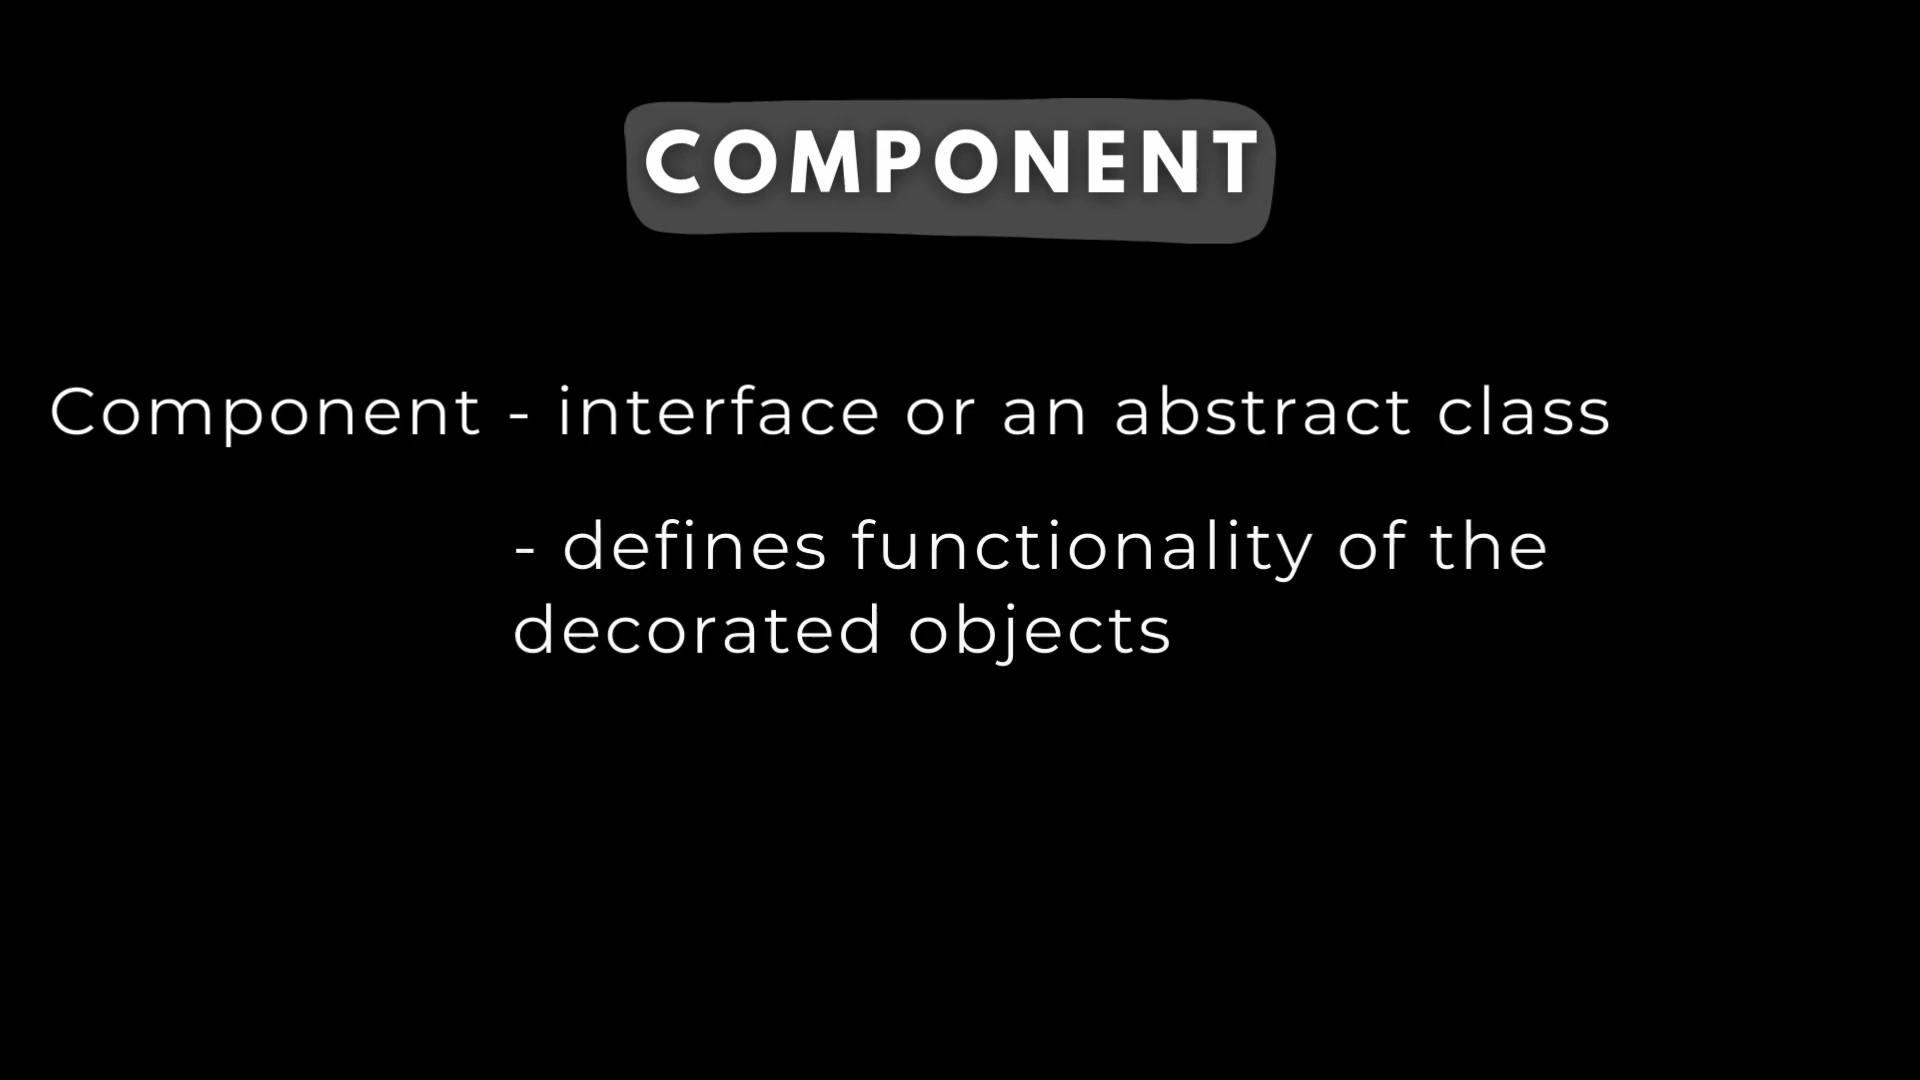 COMPONENT
Component - interface or an abstract class
- defines functionality of the
decorated objects